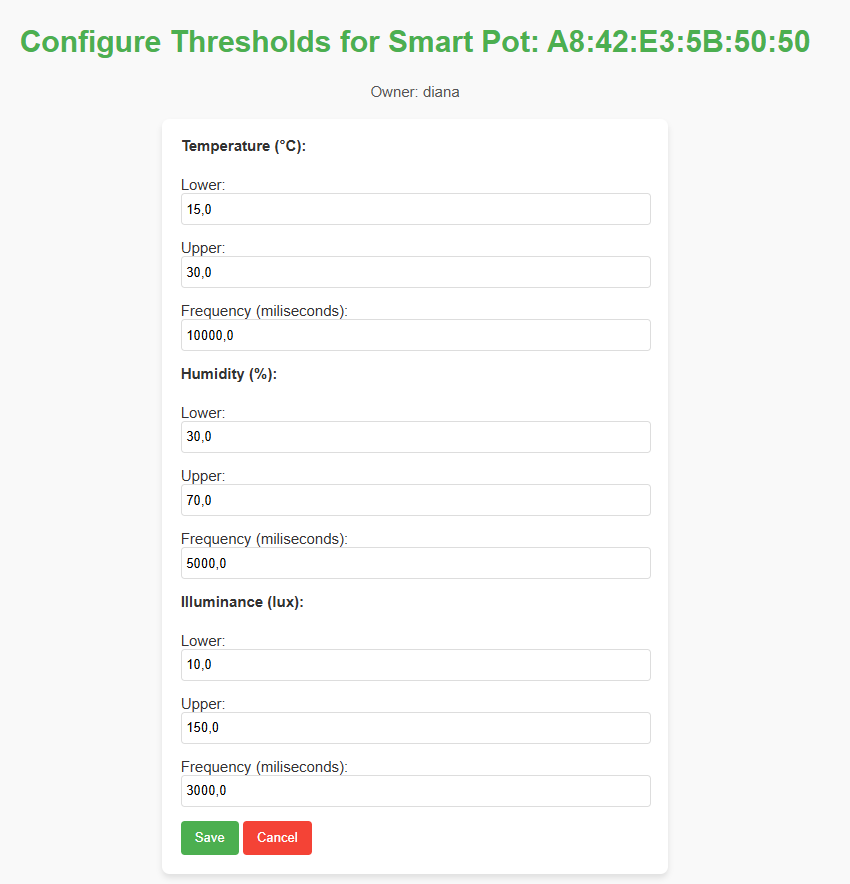 Configure Thresholds for Smart Pot: A8:42:E3:5B:50:50
Owner: diana
Temperature (°C):
Lower:
15,0
Upper:
30,0
Frequency (miliseconds):
10000,0
Humidity (%):
Lower:
30,0
Upper:
70,0
Frequency (miliseconds):
5000,0
Illuminance (lux):
Lower:
10,0
Upper:
150,0
Frequency (miliseconds):
3000,0
Save Cancel